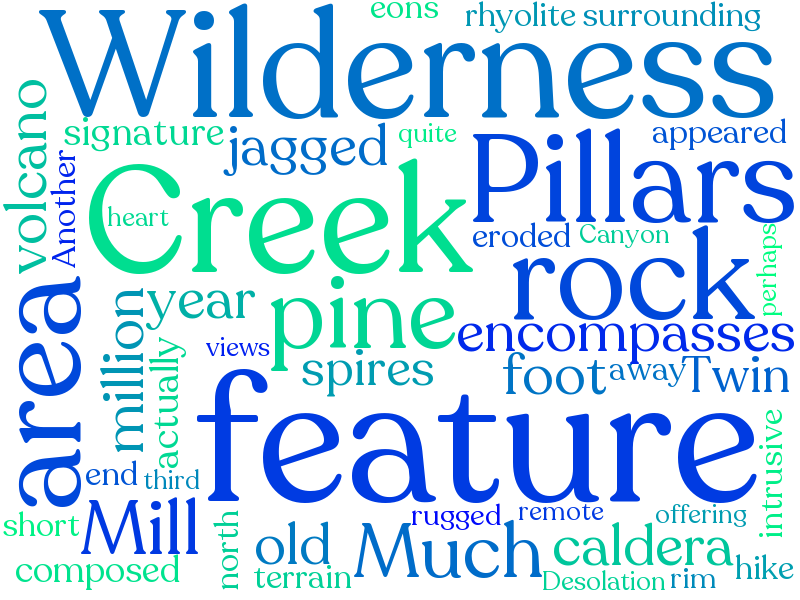 eons
rhyolite
surrounding
Wilderness
volcano
signature
jagged
quite
Pillars
appeared
Another
heart
Creek
eroded
Canyon
perhaps
rock
area
million
year
pine
encompasses
actually
views
spires
foot
away
Twin
feature
intrusive
end
third
short
Mill
north
rugged
remote
offering
old
Much
caldera
composed
terrain
Desolation
rim
hike